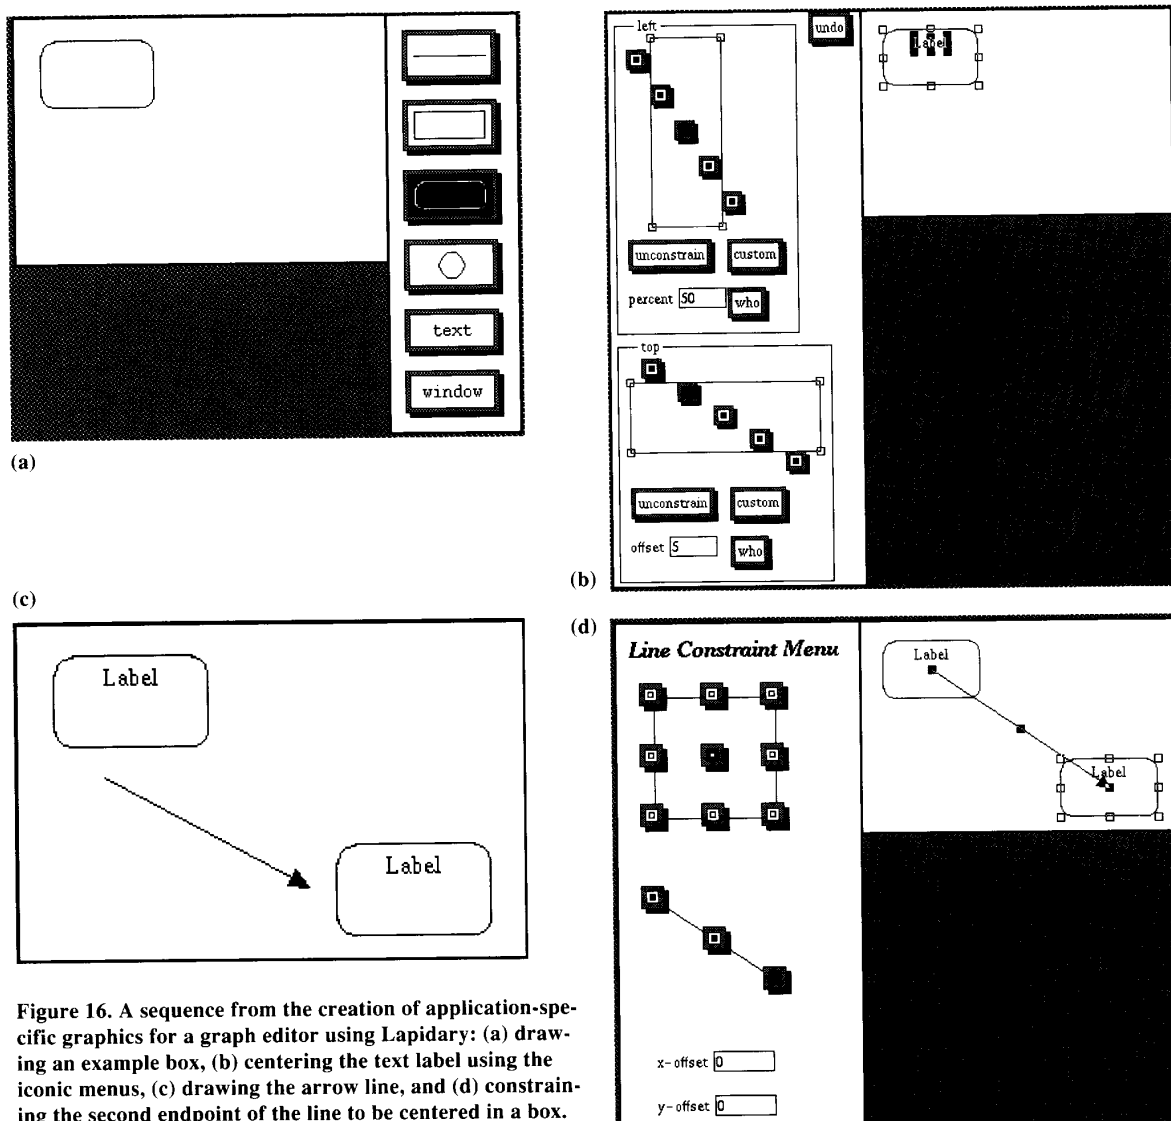 text
window
(a)
left
undo
Label
unconstrain custom
percent 50 who
top
unconstrain custom
offset 5 who
(b)
(c)
Label
Label
(d)
Line Constraint Menu
Label
Label
x-offset 0
y-offset 0
Figure 16. A sequence from the creation of application-spe-
cific graphics for a graph editor using Lapidary: (a) draw-
ing an example box, (b) centering the text label using the
iconic menus, (c) drawing the arrow line, and (d) constrain-
ing the second endpoint of the line to be centered in a box.